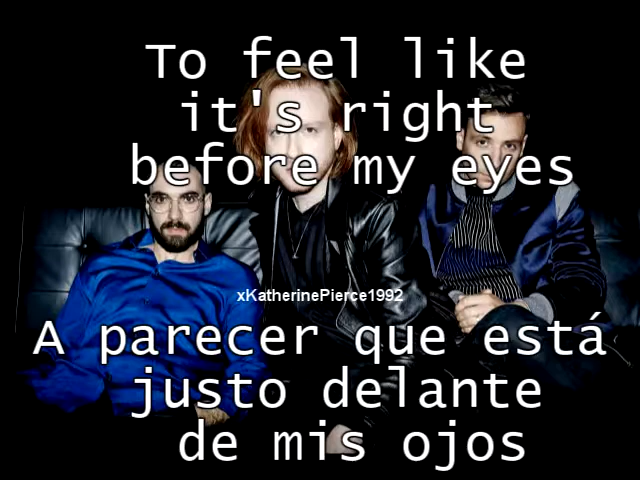 To feel like
it's right
before my eyes
xKatherinePierce1992
A parecer que está
justo delante
de mis ojos